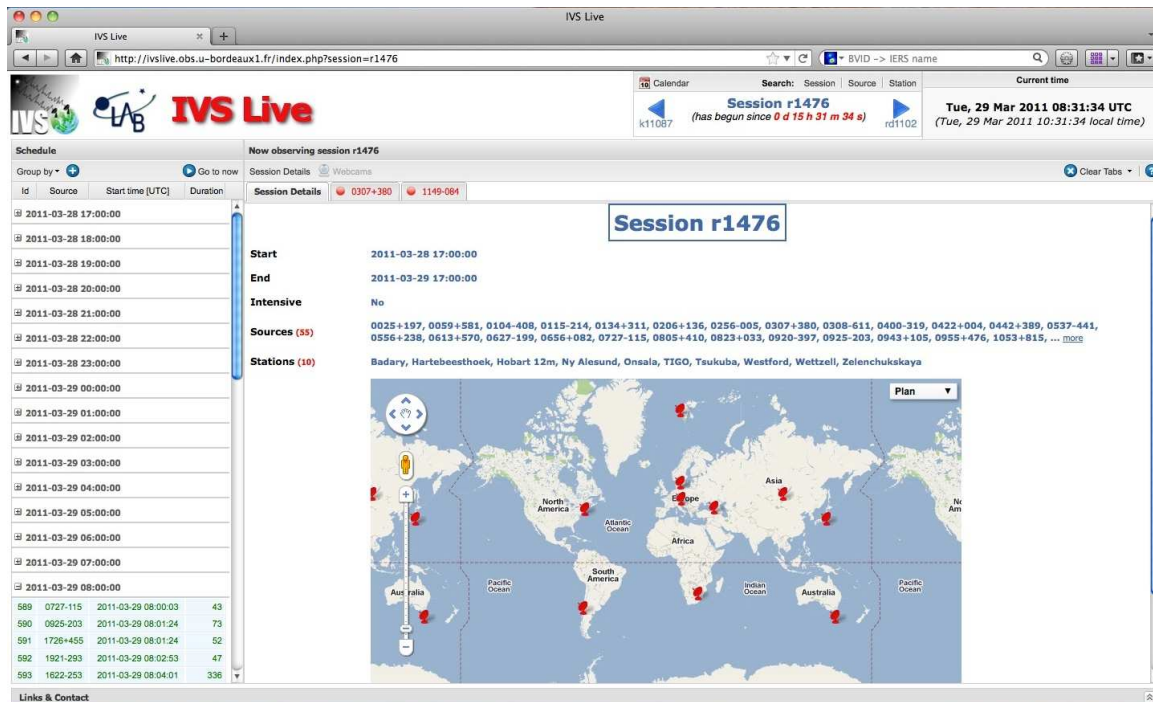 IVS Live
IVS Live
http://ivslive.obs.u-bordeaux1.fr/index.php?session=r1476
BVID -> IERS name
IVS
LAB
IVS Live
Calendar
Search: Session | Source | Station
Session r1476
(has begun since 0 d 15 h 31 m 34 s)
k11087
rd1102
Current time
Tue, 29 Mar 2011 08:31:34 UTC
(Tue, 29 Mar 2011 10:31:34 local time)
Schedule
Group by
Go to now
Id Source Start time [UTC] Duration
2011-03-28 17:00:00
2011-03-28 18:00:00
2011-03-28 19:00:00
2011-03-28 20:00:00
2011-03-28 21:00:00
2011-03-28 22:00:00
2011-03-28 23:00:00
2011-03-29 00:00:00
2011-03-29 01:00:00
2011-03-29 02:00:00
2011-03-29 03:00:00
2011-03-29 04:00:00
2011-03-29 05:00:00
2011-03-29 06:00:00
2011-03-29 07:00:00
2011-03-29 08:00:00
589 0727-115 2011-03-29 08:00:03 43
590 0925-203 2011-03-29 08:01:24 73
591 1726+455 2011-03-29 08:01:24 52
592 1921-293 2011-03-29 08:02:53 47
593 1622-253 2011-03-29 08:04:01 336
Now observing session r1476
Session Details Webcams
Clear Tabs
Session Details 0307+380 1149-084
Session r1476
Start 2011-03-28 17:00:00
End 2011-03-29 17:00:00
Intensive No
Sources (55) 0025+197, 0059+581, 0104-408, 0115-214, 0134+311, 0206+136, 0256-005, 0307+380, 0308-611, 0400-319, 0422+004, 0442+389, 0537-441,
0556+238, 0613+570, 0627-199, 0656+082, 0727-115, 0805+410, 0823+033, 0920-397, 0925-203, 0943+105, 0955+476, 1053+815, ... more
Stations (10) Badary, Hartebeesthoek, Hobart 12m, Ny Alesund, Onsala, TIGO, Tsukuba, Westford, Wettzell, Zelenchukskaya
Plan
North
America
Europe
Asia
Atlantic
Ocean
Africa
South
America
Pacific
Ocean
Indian
Ocean
Australia
Australia
Pacific
Ocean
Links & Contact